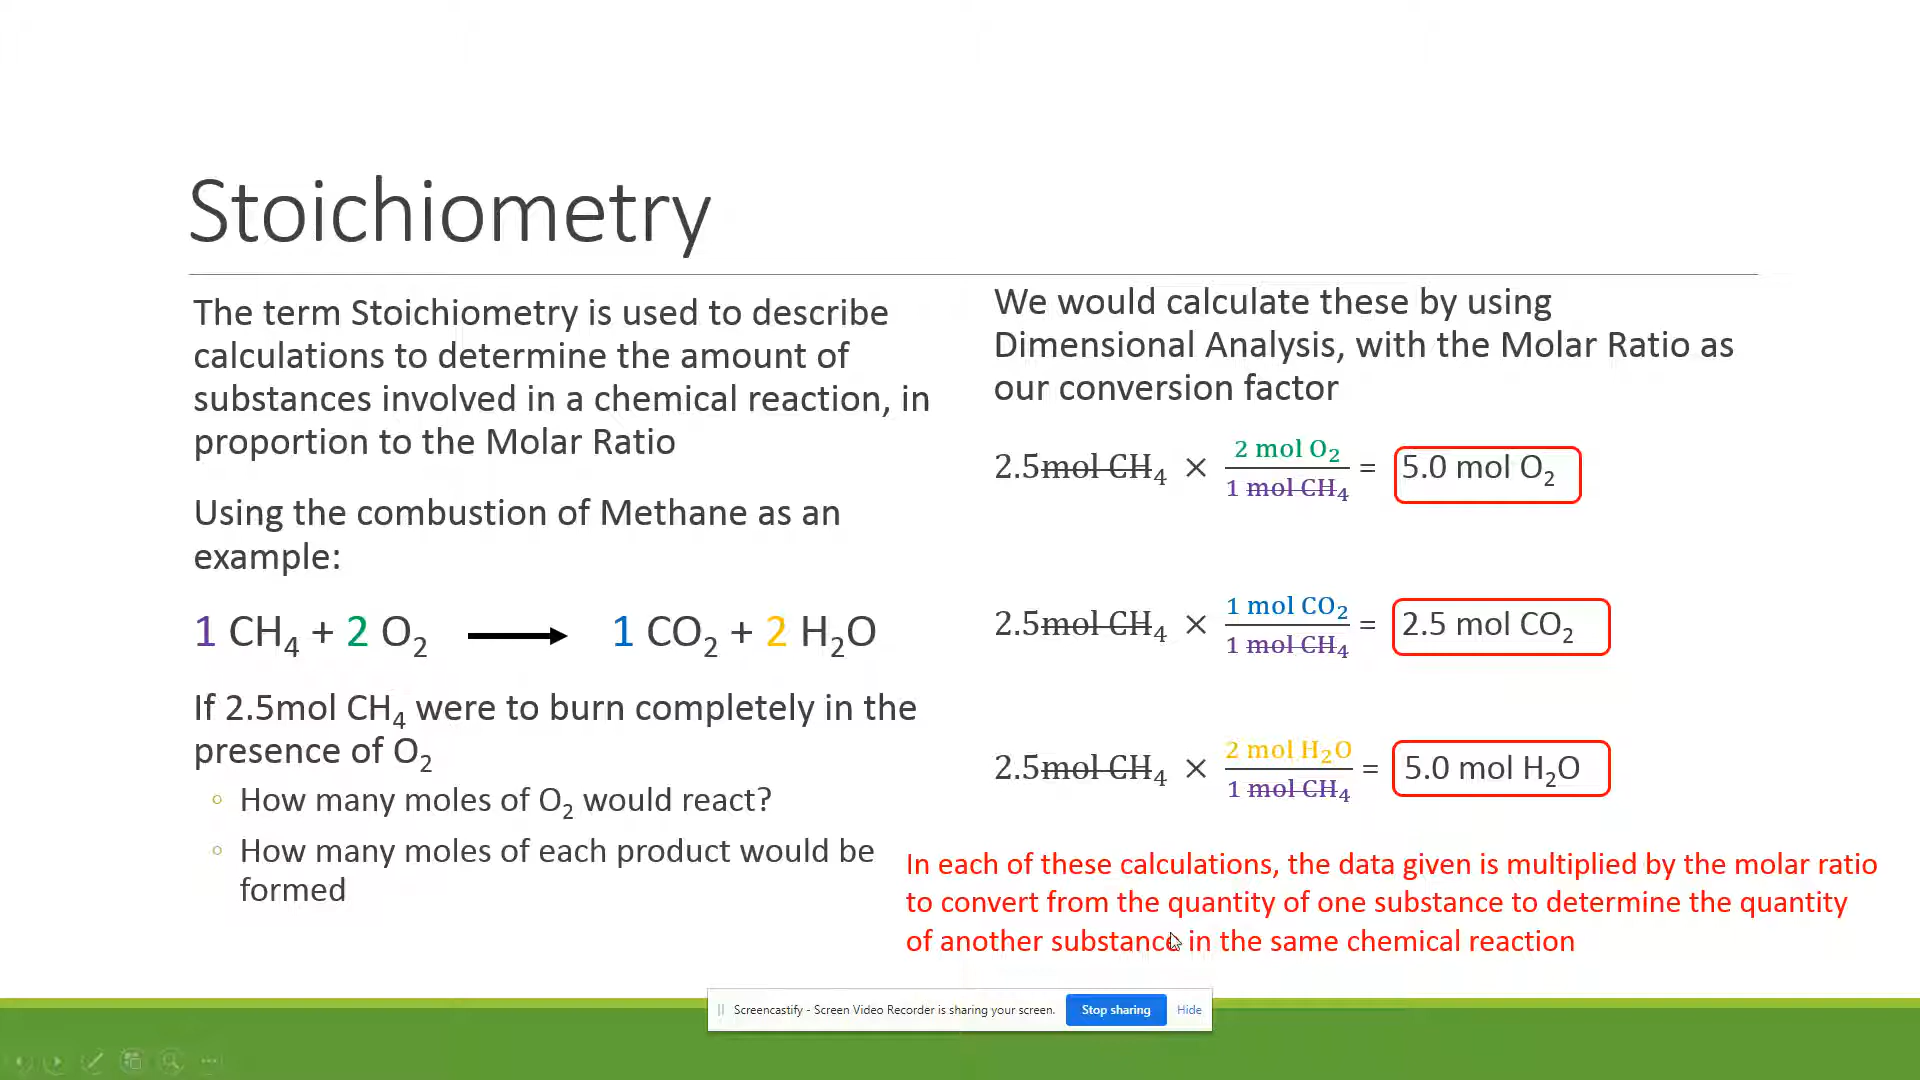 Stoichiometry
The term Stoichiometry is used to describe
calculations to determine the amount of
substances involved in a chemical reaction, in
proportion to the Molar Ratio
Using the combustion of Methane as an
example:
1 CH₄ + 2 O₂ ⟶ 1 CO₂ + 2 H₂O
If 2.5mol CH₄ were to burn completely in the
presence of O₂
◦ How many moles of O₂ would react?
◦ How many moles of each product would be
formed
We would calculate these by using
Dimensional Analysis, with the Molar Ratio as
our conversion factor
2.5mol CH₄ × 2 mol O₂ / 1 mol CH₄ = 5.0 mol O₂
2.5mol CH₄ × 1 mol CO₂ / 1 mol CH₄ = 2.5 mol CO₂
2.5mol CH₄ × 2 mol H₂O / 1 mol CH₄ = 5.0 mol H₂O
In each of these calculations, the data given is multiplied by the molar ratio
to convert from the quantity of one substance to determine the quantity
of another substance in the same chemical reaction
Screencastify - Screen Video Recorder is sharing your screen. Stop sharing Hide